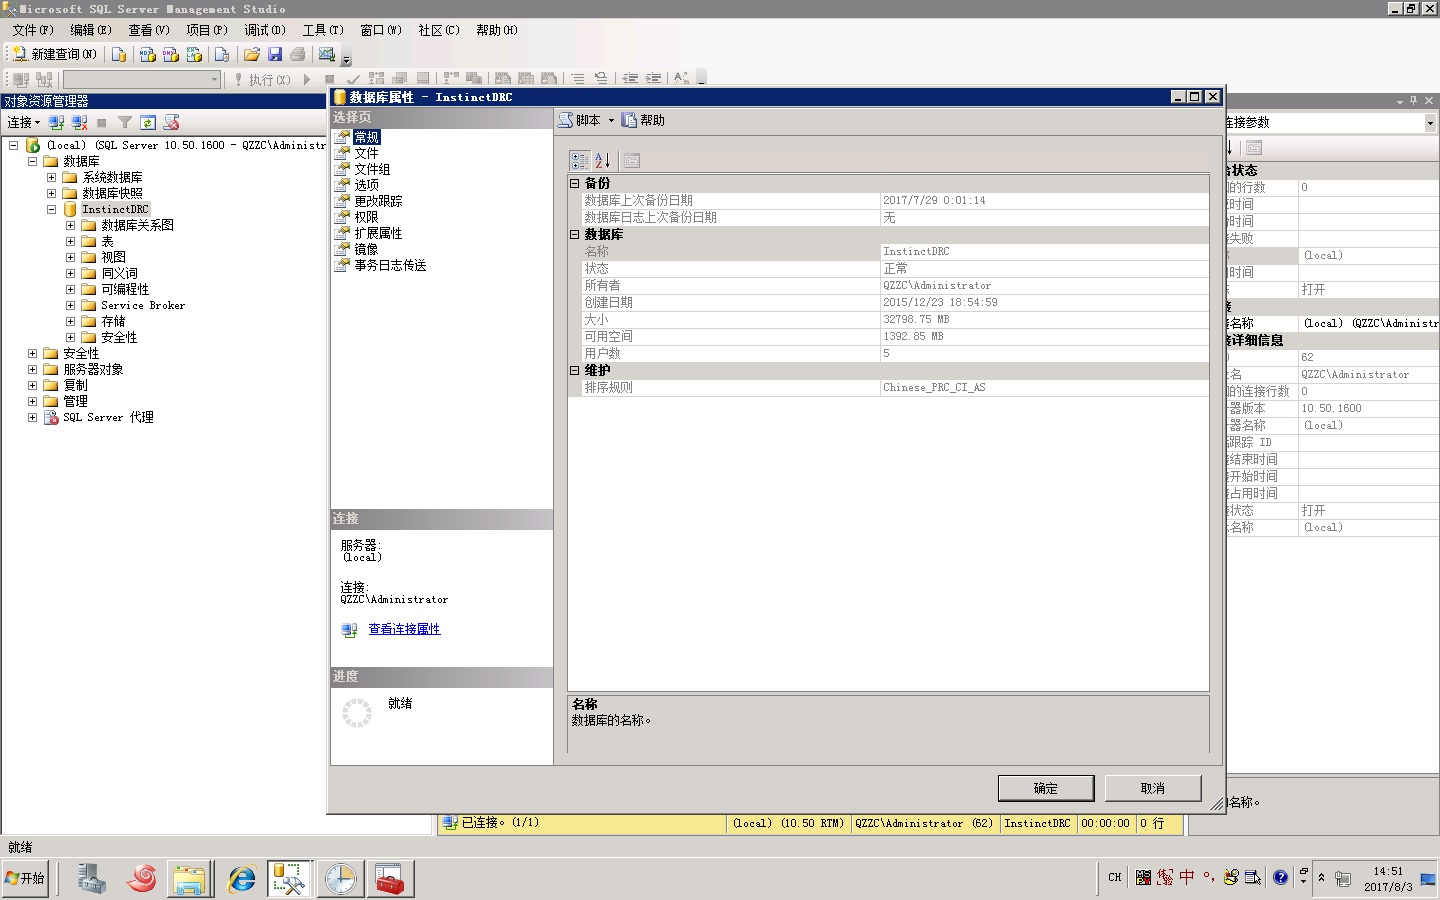 Microsoft SQL Server Management Studio
文件(F) 编辑(E) 查看(V) 项目(P) 调试(D) 工具(T) 窗口(W) 社区(C) 帮助(H)
新建查询(N)
执行(X)
对象资源管理器
连接
(local) (SQL Server 10.50.1600 - QZZC\Administr
数据库
系统数据库
数据库快照
InstinctDRC
数据库关系图
表
视图
同义词
可编程性
Service Broker
存储
安全性
安全性
服务器对象
复制
管理
SQL Server 代理
数据库属性 - InstinctDRC
选择页
常规
文件
文件组
选项
更改跟踪
权限
扩展属性
镜像
事务日志传送
连接
服务器:
(local)
连接:
QZZC\Administrator
查看连接属性
进度
就绪
脚本 帮助
备份
数据库上次备份日期 2017/7/29 0:01:14
数据库日志上次备份日期 无
数据库
名称 InstinctDRC
状态 正常
所有者 QZZC\Administrator
创建日期 2015/12/23 18:54:59
大小 32798.75 MB
可用空间 1392.85 MB
用户数 5
维护
排序规则 Chinese_PRC_CI_AS
名称
数据库的名称。
确定 取消
连接参数
状态
的行数 0
时间
时间
失败
(local)
时间
打开
名称 (local) (QZZC\Administr
详细信息
62
名 QZZC\Administrator
的连接行数 0
器版本 10.50.1600
器名称 (local)
跟踪 ID
结束时间
开始时间
占用时间
状态 打开
名称 (local)
名称。
已连接。(1/1) (local) (10.50 RTM) QZZC\Administrator (62) InstinctDRC 00:00:00 0 行
就绪
开始
CH 中 14:51
2017/8/3